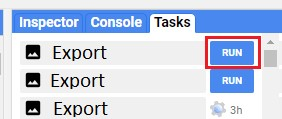 Inspector Console Tasks
Export RUN
Export RUN
Export 3h